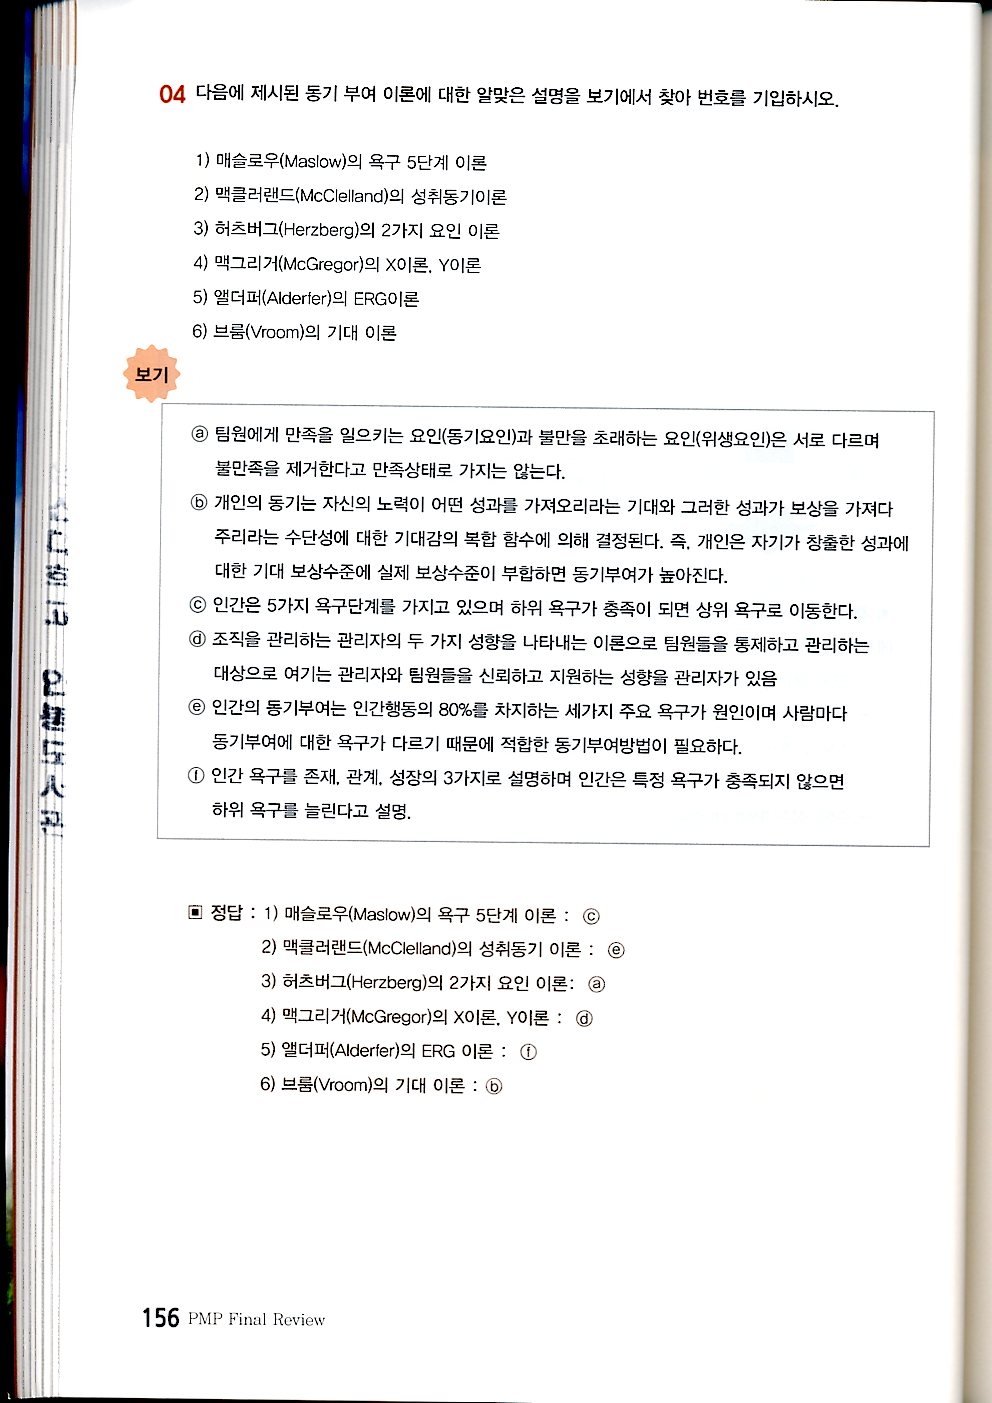 04 다음에 제시된 동기 부여 이론에 대한 알맞은 설명을 보기에서 찾아 번호를 기입하시오.
1) 매슬로우(Maslow)의 욕구 5단계 이론
2) 맥클러랜드(McClelland)의 성취동기이론
3) 허츠버그(Herzberg)의 2가지 요인 이론
4) 맥그리거(McGregor)의 X이론, Y이론
5) 앨더퍼(Alderfer)의 ERG이론
6) 브룸(Vroom)의 기대 이론
보기
ⓐ 팀원에게 만족을 일으키는 요인(동기요인)과 불만을 초래하는 요인(위생요인)은 서로 다르며
불만족을 제거한다고 만족상태로 가지는 않는다.
ⓑ 개인의 동기는 자신의 노력이 어떤 성과를 가져오리라는 기대와 그러한 성과가 보상을 가져다
주리라는 수단성에 대한 기대감의 복합 함수에 의해 결정된다. 즉, 개인은 자기가 창출한 성과에
대한 기대 보상수준에 실제 보상수준이 부합하면 동기부여가 높아진다.
ⓒ 인간은 5가지 욕구단계를 가지고 있으며 하위 욕구가 충족이 되면 상위 욕구로 이동한다.
ⓓ 조직을 관리하는 관리자의 두 가지 성향을 나타내는 이론으로 팀원들을 통제하고 관리하는
대상으로 여기는 관리자와 팀원들을 신뢰하고 지원하는 성향을 관리자가 있음
ⓔ 인간의 동기부여는 인간행동의 80%를 차지하는 세가지 주요 욕구가 원인이며 사람마다
동기부여에 대한 욕구가 다르기 때문에 적합한 동기부여방법이 필요하다.
ⓕ 인간 욕구를 존재, 관계, 성장의 3가지로 설명하며 인간은 특정 욕구가 충족되지 않으면
하위 욕구를 늘린다고 설명.
▣ 정답 : 1) 매슬로우(Maslow)의 욕구 5단계 이론 : ⓒ
2) 맥클러랜드(McClelland)의 성취동기 이론 : ⓔ
3) 허츠버그(Herzberg)의 2가지 요인 이론: ⓐ
4) 맥그리거(McGregor)의 X이론, Y이론 : ⓓ
5) 앨더퍼(Alderfer)의 ERG 이론 : ⓕ
6) 브룸(Vroom)의 기대 이론 : ⓑ
156 PMP Final Review